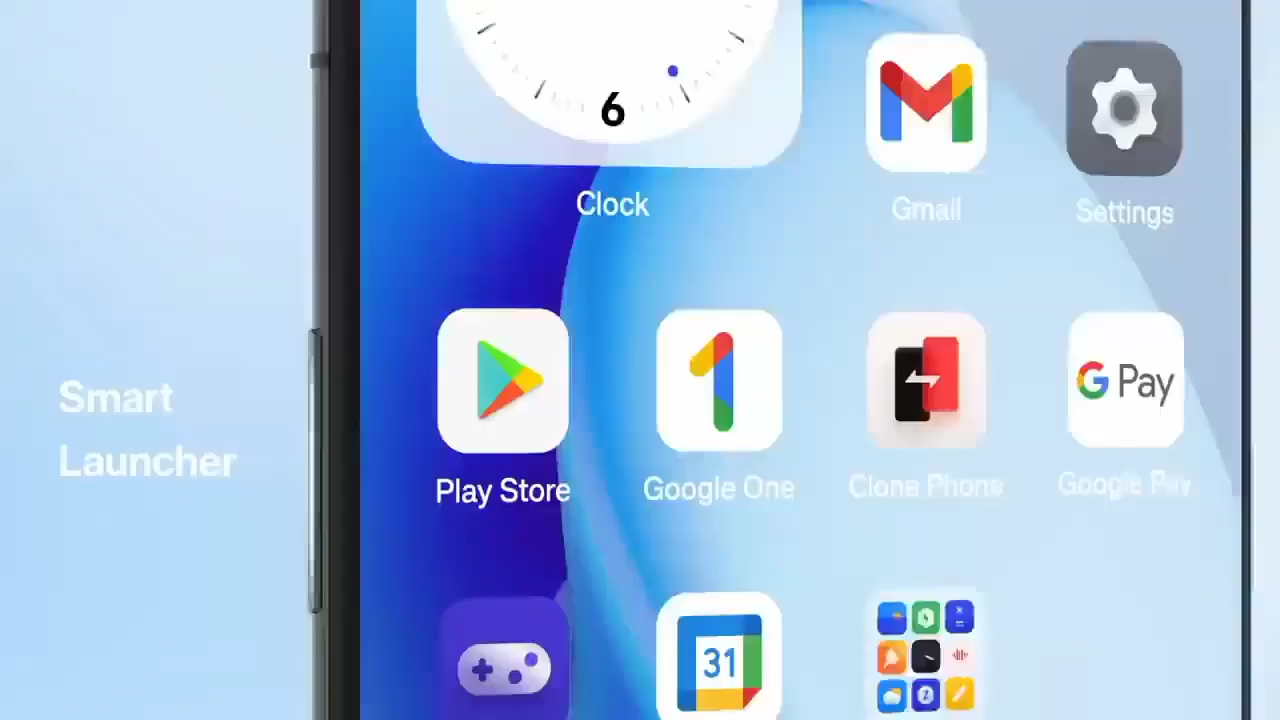 6
Clock
Gmail
Settings
G Pay
Smart
Launcher
Play Store
Google One
Clone Phone
Google Pay
31